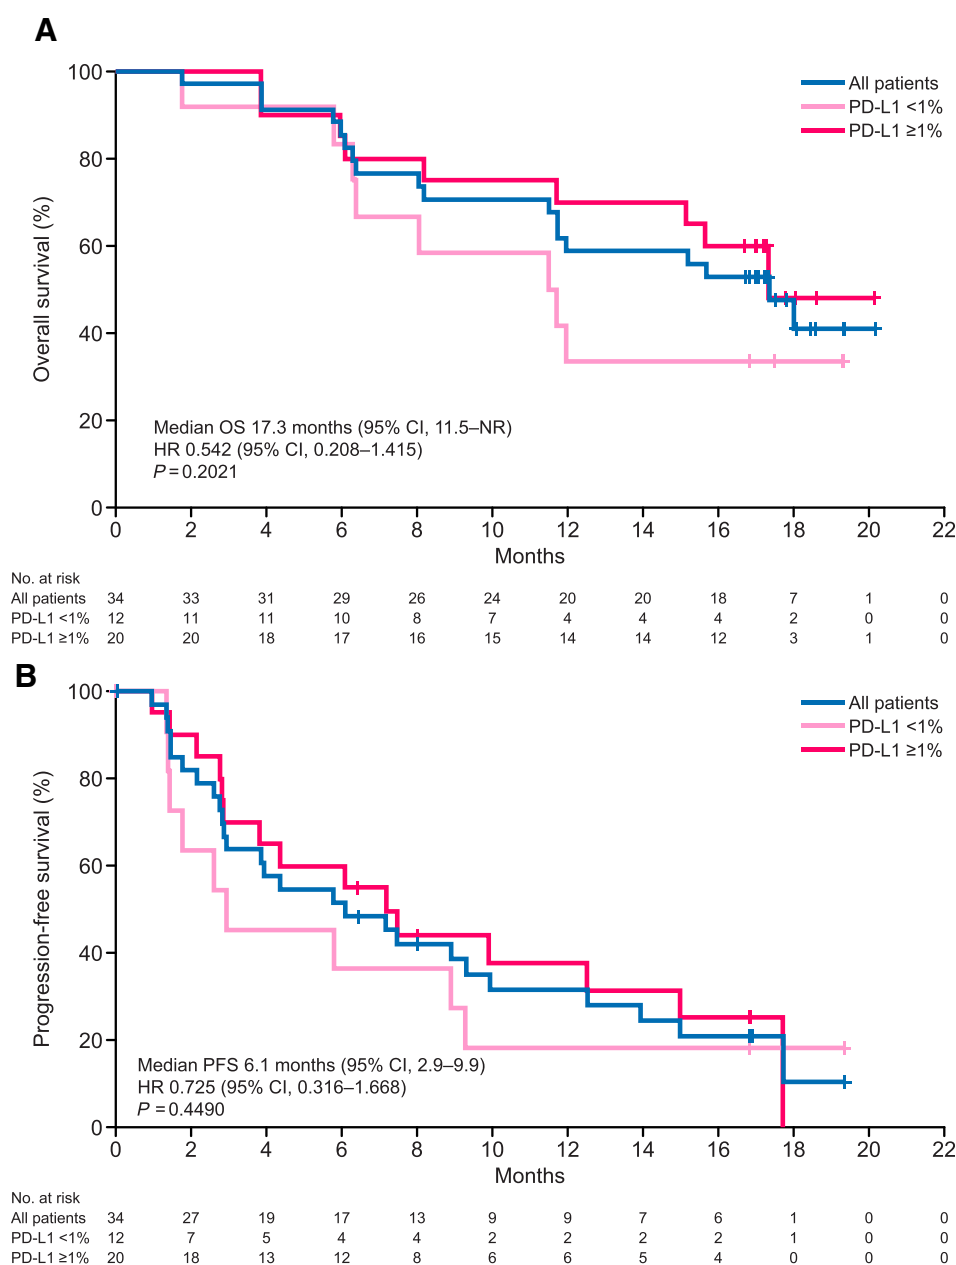 A
100
80
60
40
20
0
Overall survival (%)
All patients
PD-L1 <1%
PD-L1 ≥1%
Median OS 17.3 months (95% CI, 11.5–NR)
HR 0.542 (95% CI, 0.208–1.415)
P = 0.2021
0 2 4 6 8 10 12 14 16 18 20 22
Months
No. at risk
All patients 34 33 31 29 26 24 20 20 18 7 1 0
PD-L1 <1% 12 11 11 10 8 7 4 4 4 2 0 0
PD-L1 ≥1% 20 20 18 17 16 15 14 14 12 3 1 0
B
100
80
60
40
20
0
Progression-free survival (%)
All patients
PD-L1 <1%
PD-L1 ≥1%
Median PFS 6.1 months (95% CI, 2.9–9.9)
HR 0.725 (95% CI, 0.316–1.668)
P = 0.4490
0 2 4 6 8 10 12 14 16 18 20 22
Months
No. at risk
All patients 34 27 19 17 13 9 9 7 6 1 0 0
PD-L1 <1% 12 7 5 4 4 2 2 2 2 1 0 0
PD-L1 ≥1% 20 18 13 12 8 6 6 5 4 0 0 0